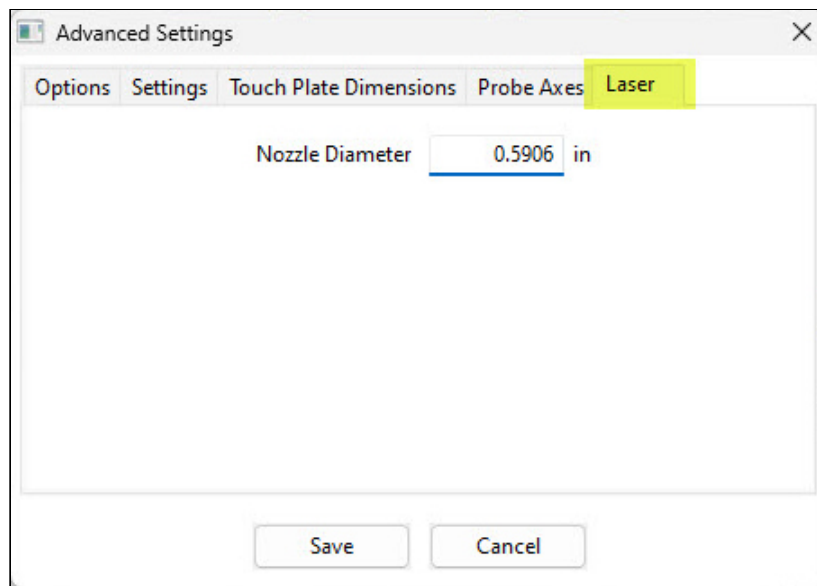 Advanced Settings
Options Settings Touch Plate Dimensions Probe Axes Laser
Nozzle Diameter 0.5906 in
Save Cancel